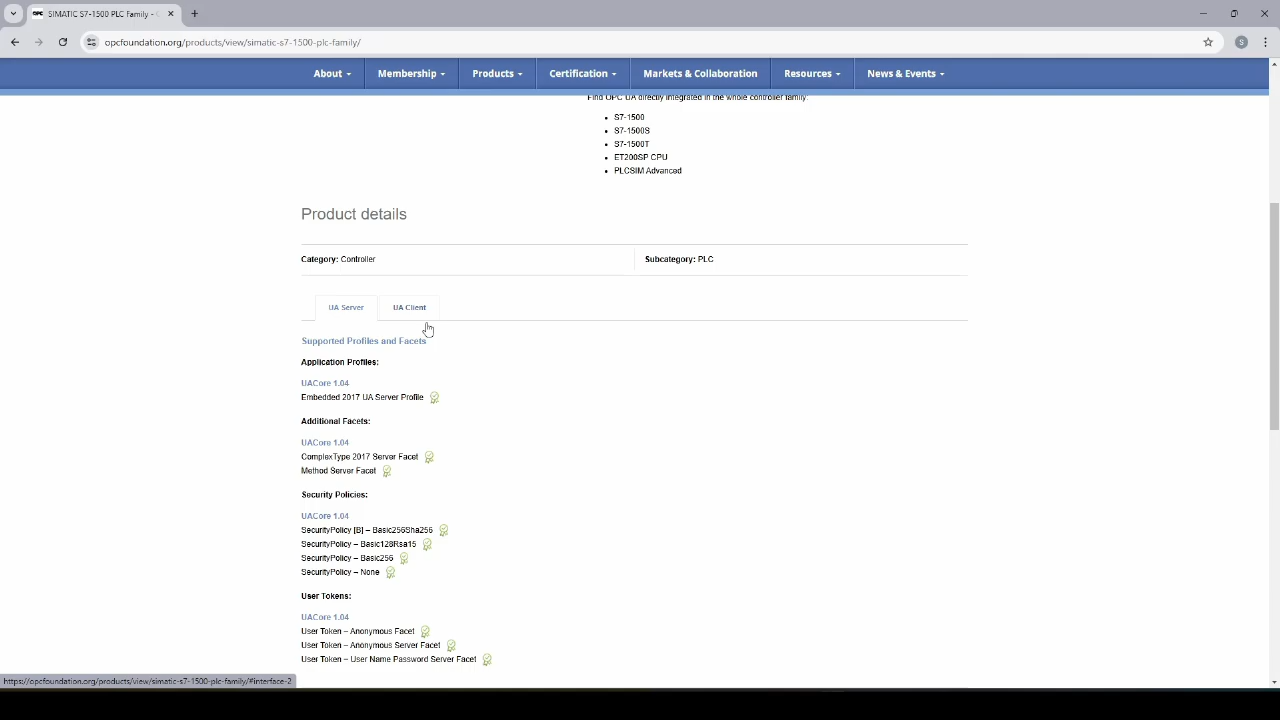 SIMATIC S7-1500 PLC Family -
opcfoundation.org/products/view/simatic-s7-1500-plc-family/
S
About
Membership
Products
Certification
Markets & Collaboration
Resources
News & Events
Find OPC UA directly integrated in the whole controller family:
S7-1500
S7-1500S
S7-1500T
ET200SP CPU
PLCSIM Advanced
Product details
Category: Controller
Subcategory: PLC
UA Server
UA Client
Supported Profiles and Facets
Application Profiles:
UACore 1.04
Embedded 2017 UA Server Profile
Additional Facets:
UACore 1.04
ComplexType 2017 Server Facet
Method Server Facet
Security Policies:
UACore 1.04
SecurityPolicy [B] – Basic256Sha256
SecurityPolicy – Basic128Rsa15
SecurityPolicy – Basic256
SecurityPolicy – None
User Tokens:
UACore 1.04
User Token – Anonymous Facet
User Token – Anonymous Server Facet
User Token – User Name Password Server Facet
https://opcfoundation.org/products/view/simatic-s7-1500-plc-family/#interface-2